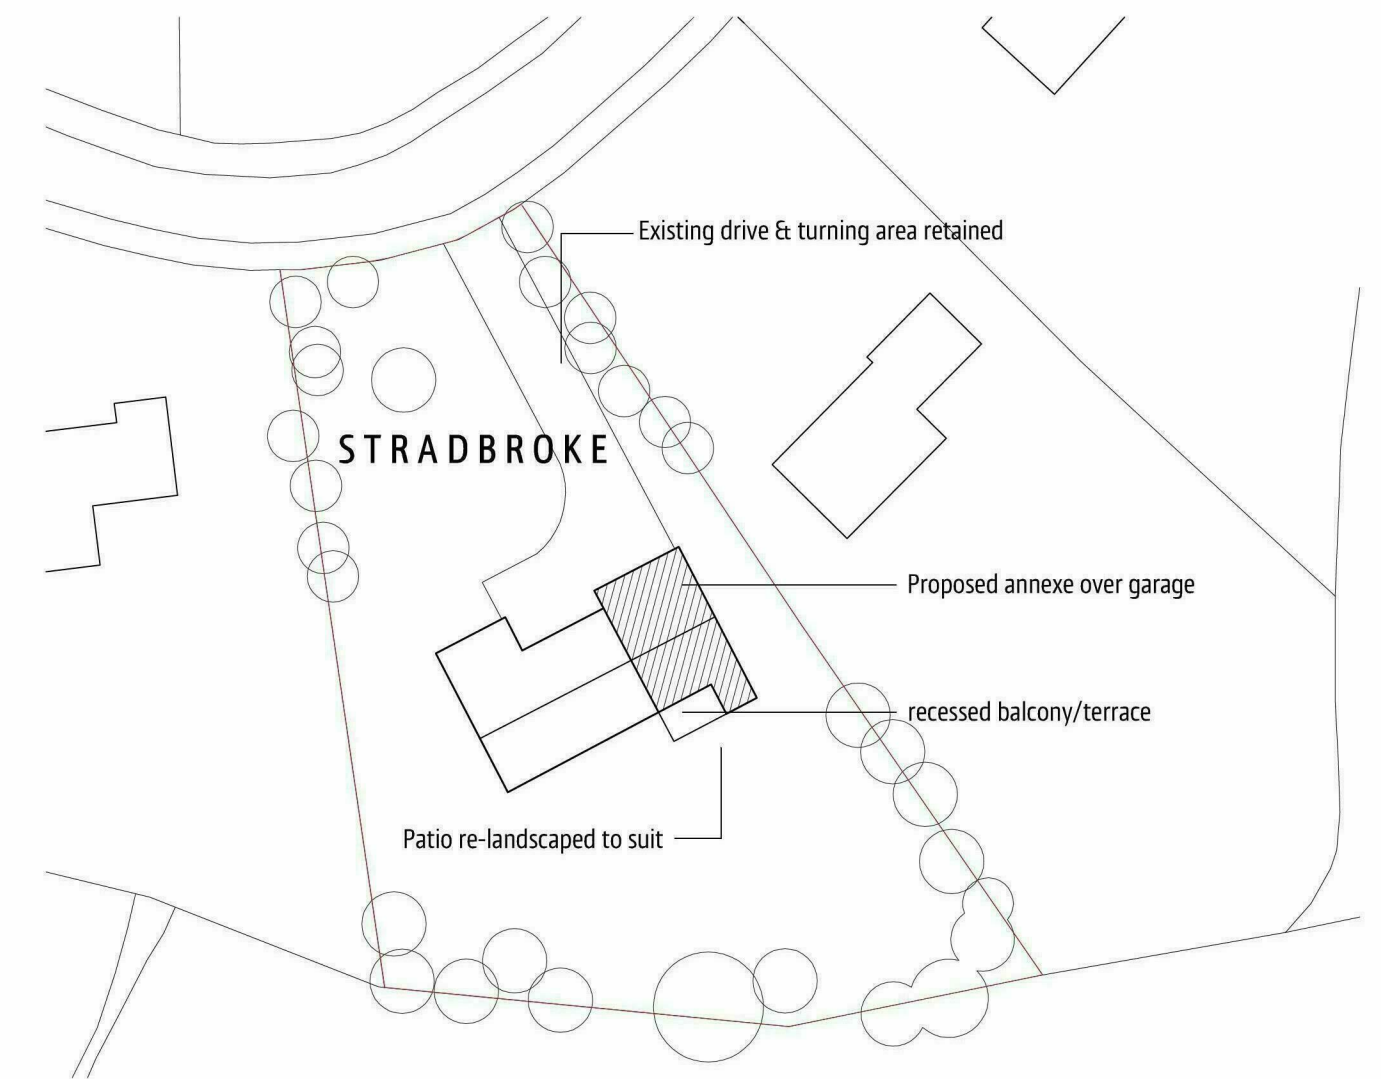 Existing drive & turning area retained
STRADBROKE
Proposed annexe over garage
recessed balcony/terrace
Patio re-landscaped to suit